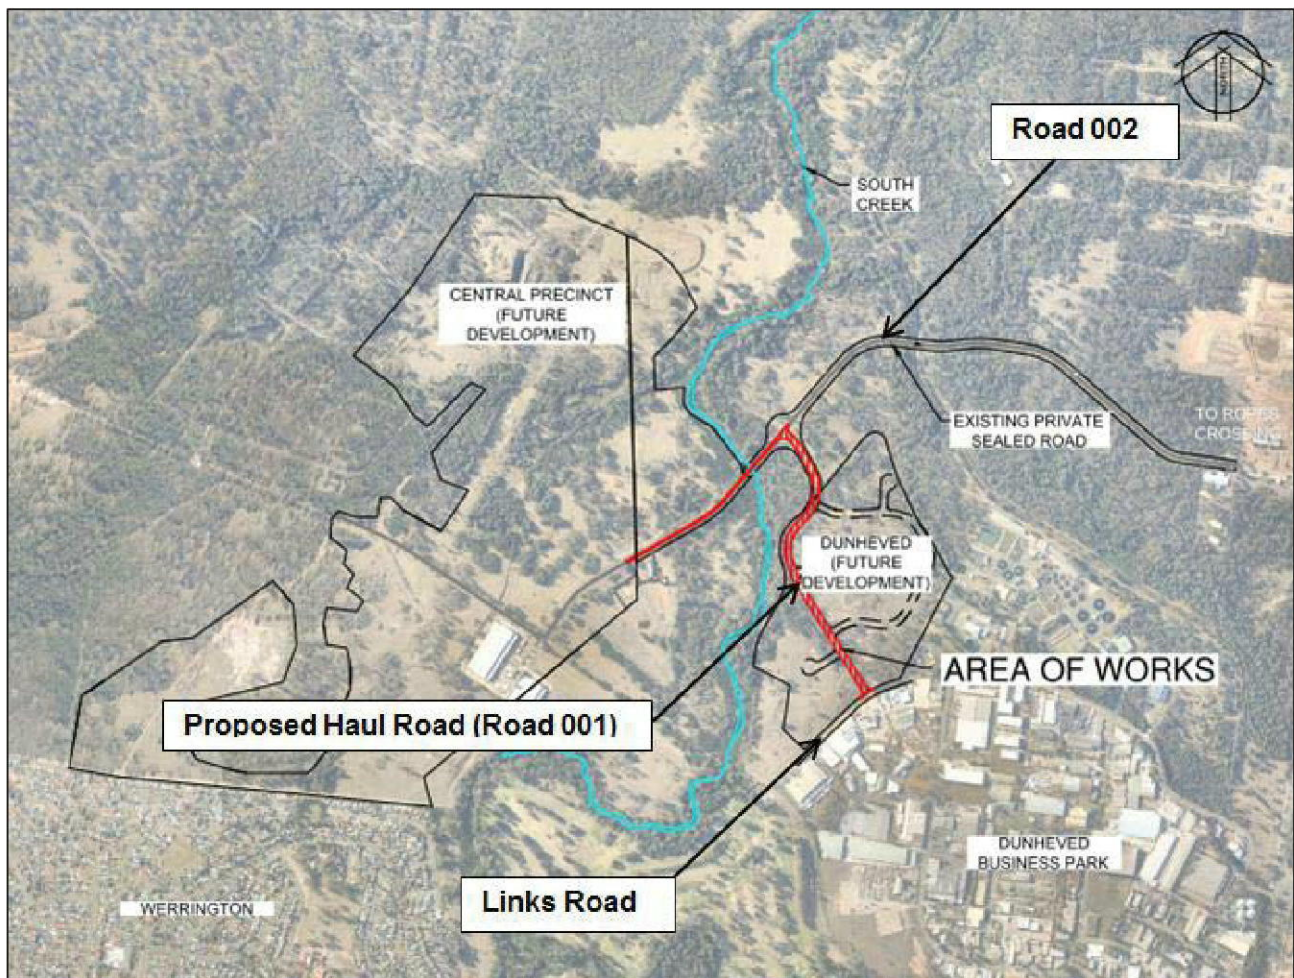 NORTH
Road 002
SOUTH
CREEK
CENTRAL PRECINCT
(FUTURE
DEVELOPMENT)
EXISTING PRIVATE
SEALED ROAD
TO ROPES
CROSSING
DUNHEVED
(FUTURE
DEVELOPMENT)
AREA OF WORKS
Proposed Haul Road (Road 001)
DUNHEVED
BUSINESS PARK
Links Road
WERRINGTON